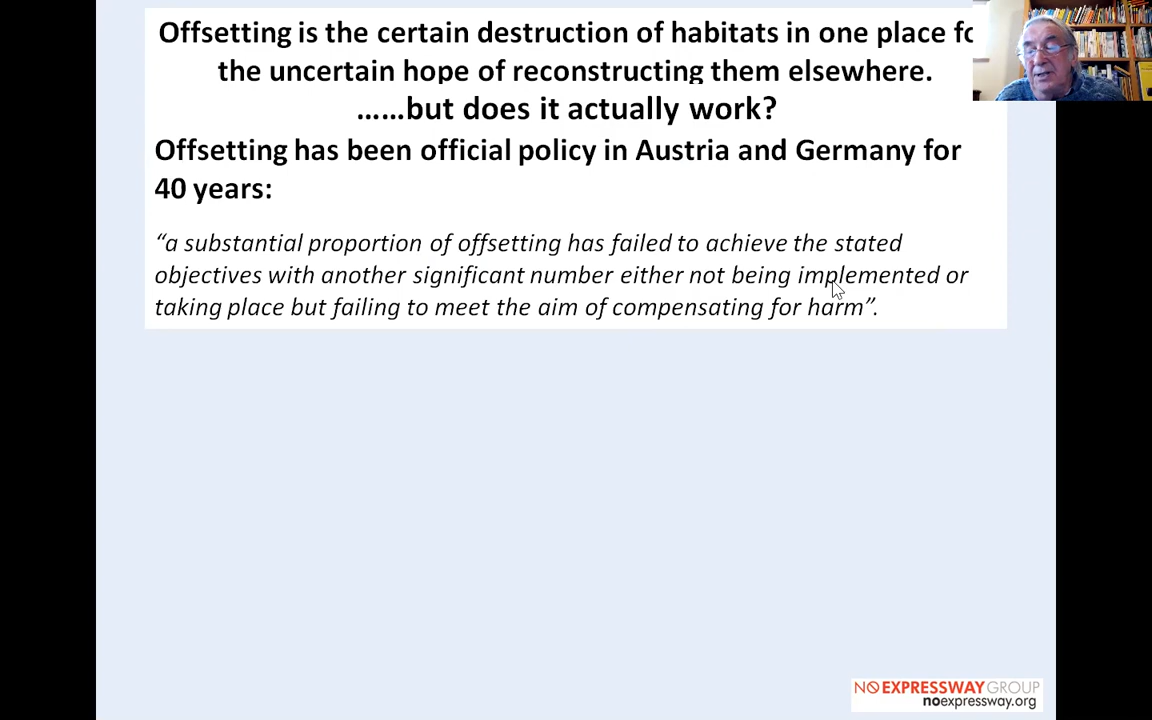 Offsetting is the certain destruction of habitats in one place
the uncertain hope of reconstructing them elsewhere.
......but does it actually work?
Offsetting has been official policy in Austria and Germany for
40 years:
“a substantial proportion of offsetting has failed to achieve the stated
objectives with another significant number either not being implemented or
taking place but failing to meet the aim of compensating for harm”.
NO EXPRESSWAY GROUP
noexpressway.org